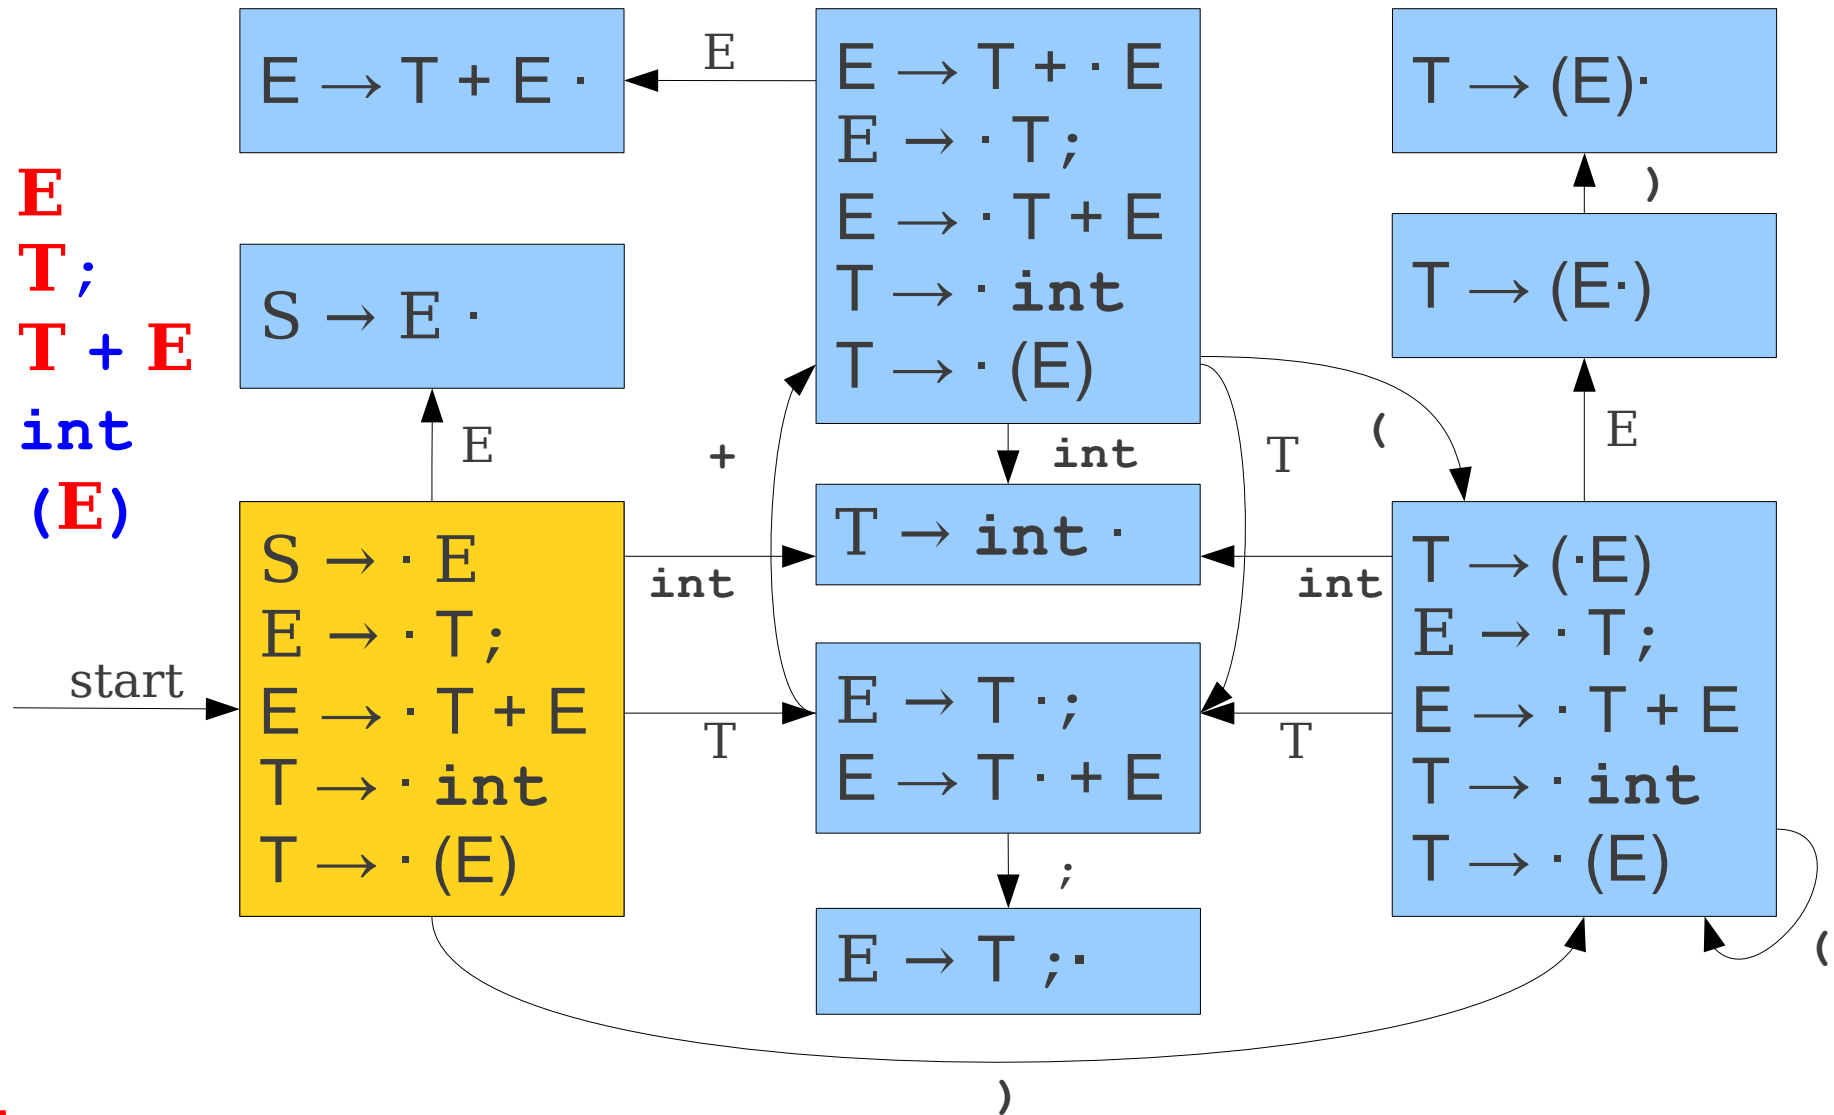 E
T ;
T + E
int
(E)
start
S → · E
E → · T ;
E → · T + E
T → · int
T → · (E)
E
S → E ·
E → T + E ·
E
E → T + · E
E → · T ;
E → · T + E
T → · int
T → · (E)
+
int
T
(
int
T → int ·
int
T
E → T · ;
E → T · + E
T
;
E → T ; ·
T → (E)·
)
T → (E·)
E
T → (·E)
E → · T ;
E → · T + E
T → · int
T → · (E)
(
)